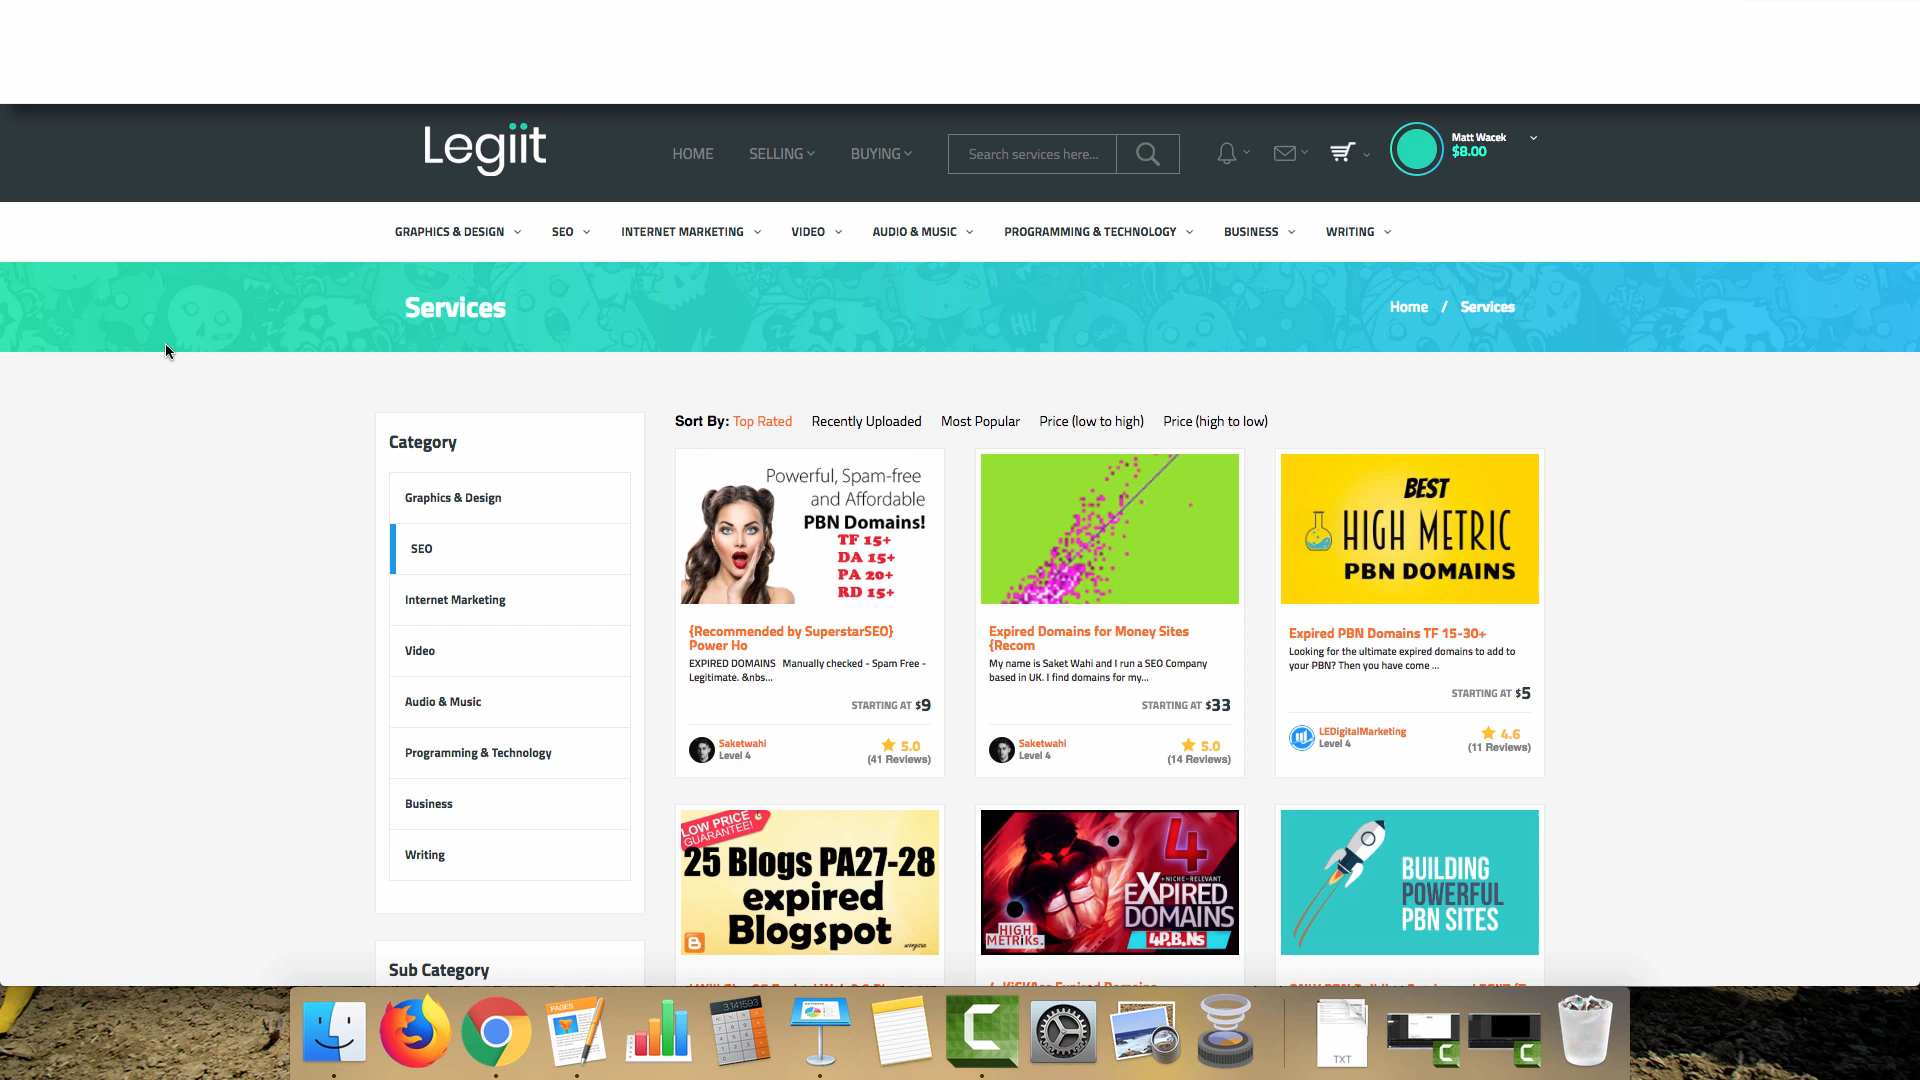 Legiit
HOME
SELLING
BUYING
Search services here...
Matt Wacek
$8.00
GRAPHICS & DESIGN
SEO
INTERNET MARKETING
VIDEO
AUDIO & MUSIC
PROGRAMMING & TECHNOLOGY
BUSINESS
WRITING
Services
Home / Services
Category
Graphics & Design
SEO
Internet Marketing
Video
Audio & Music
Programming & Technology
Business
Writing
Sub Category
Sort By: Top Rated Recently Uploaded Most Popular Price (low to high) Price (high to low)
Powerful, Spam-free
and Affordable
PBN Domains!
TF 15+
DA 15+
PA 20+
RD 15+
{Recommended by SuperstarSEO}
Power Ho
EXPIRED DOMAINS Manually checked - Spam Free -
Legitimate. &nbs...
STARTING AT $9
Saketwahi
Level 4
5.0
(41 Reviews)
Expired Domains for Money Sites
{Recom
My name is Saket Wahi and I run a SEO Company
based in UK. I find domains for my...
STARTING AT $33
Saketwahi
Level 4
5.0
(14 Reviews)
BEST
HIGH METRIC
PBN DOMAINS
Expired PBN Domains TF 15-30+
Looking for the ultimate expired domains to add to
your PBN? Then you have come ...
STARTING AT $5
LEDigitalMarketing
Level 4
4.6
(11 Reviews)
LOW PRICE
GUARANTEE!
25 Blogs PA27-28
expired
Blogspot
4
+NICHE-RELEVANT
EXPIRED
DOMAINS
HIGH
METRiKs.
4P.B.Ns
BUILDING
POWERFUL
PBN SITES
PAGES
3.141593
KEYNOTE
TXT